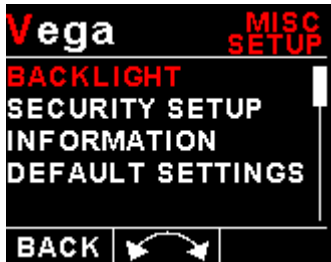 Vega
MISC
SETUP
BACKLIGHT
SECURITY SETUP
INFORMATION
DEFAULT SETTINGS
BACK